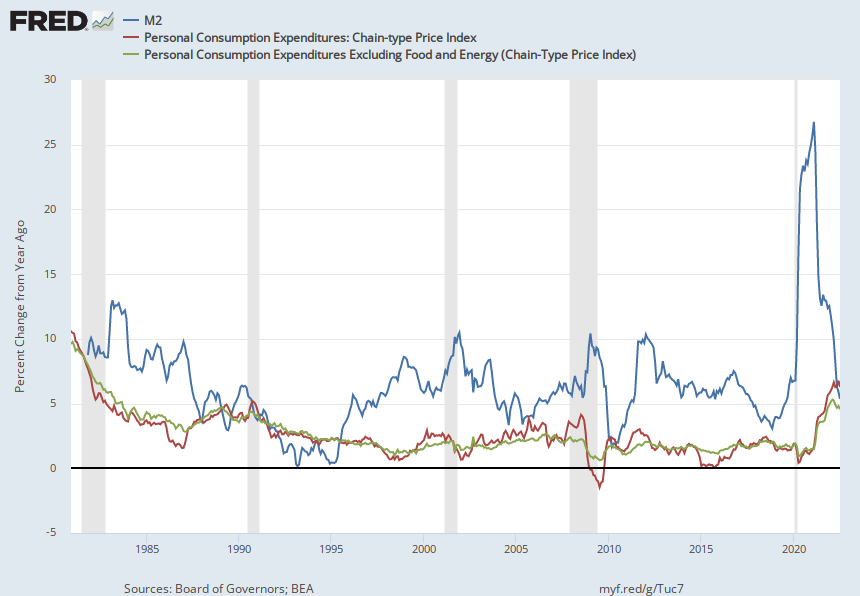 FRED
M2
Personal Consumption Expenditures: Chain-type Price Index
Personal Consumption Expenditures Excluding Food and Energy (Chain-Type Price Index)
Percent Change from Year Ago
30
25
20
15
10
5
0
-5
1985 1990 1995 2000 2005 2010 2015 2020
Sources: Board of Governors; BEA
myf.red/g/Tuc7